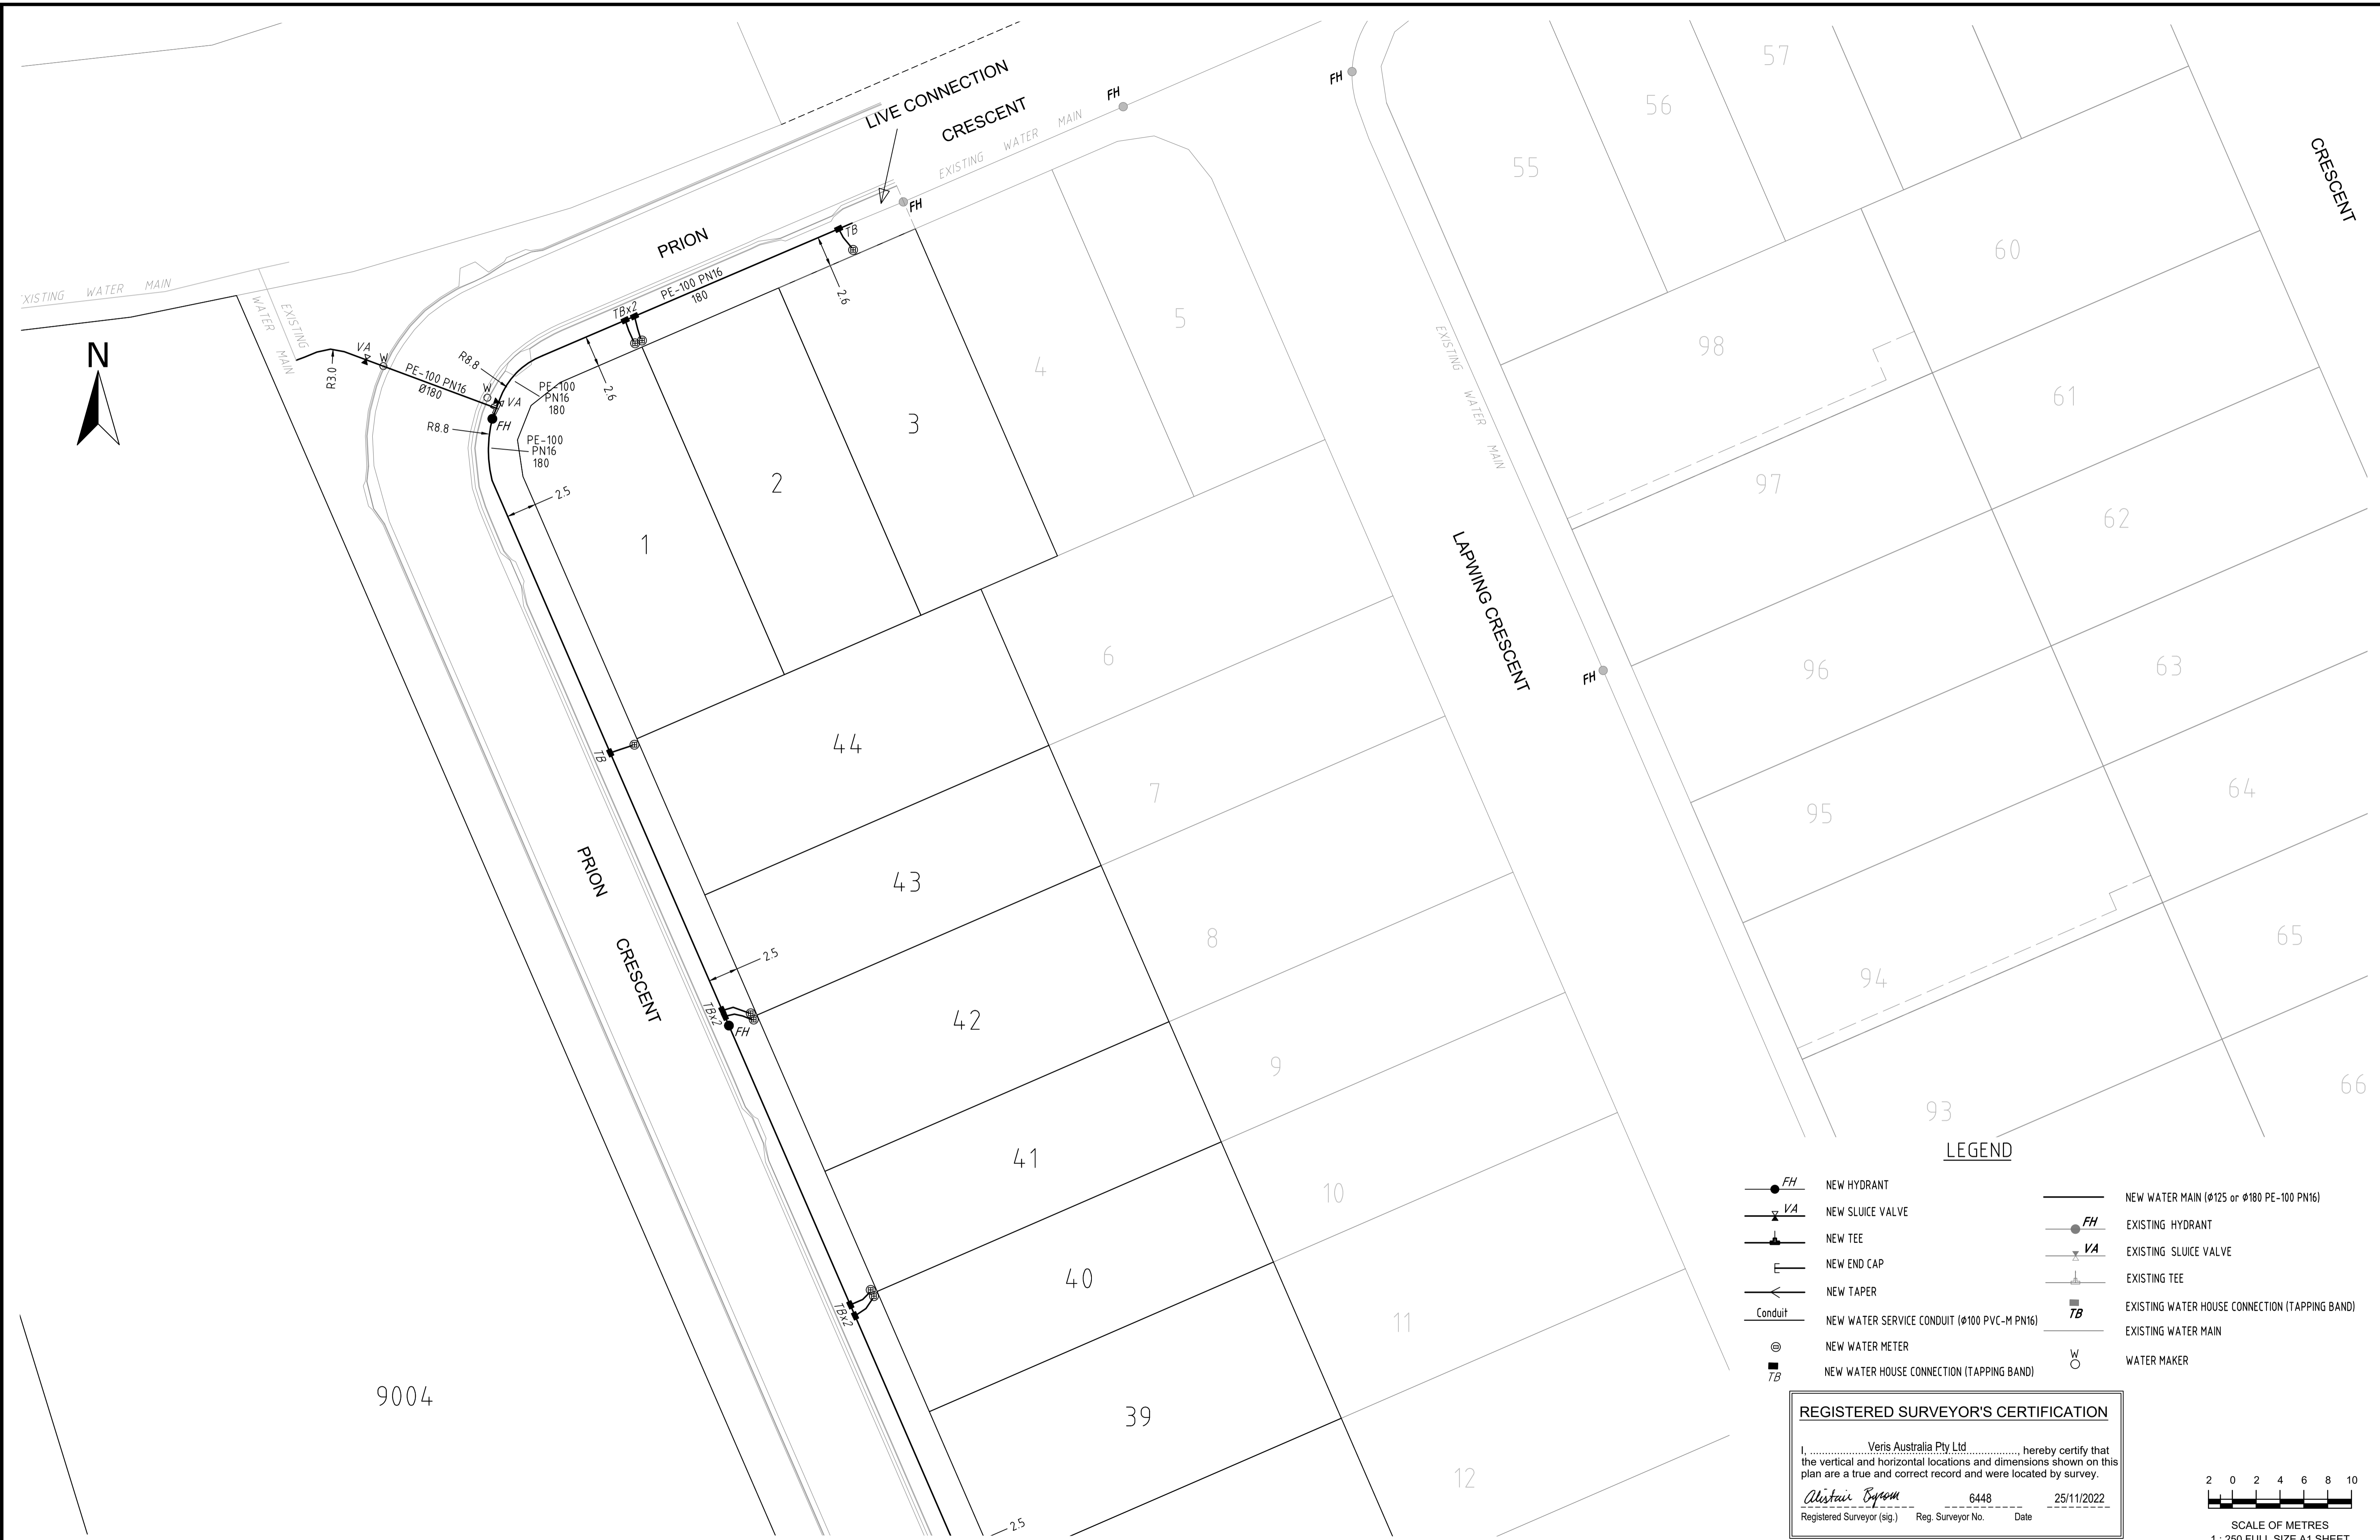 LIVE CONNECTION
CRESCENT
FH
EXISTING WATER MAIN
FH
FH
PRION
TB
PE-100 PN16
180
2.6
TBx2
XISTING WATER MAIN
EXISTING
WATER MAIN
N
R3.0
VA
W
PE-100 PN16
Ø180
R8.8
W
VA
FH
PE-100
PN16
180
2.6
R8.8
PE-100
PN16
180
2.5
1
2
3
4
5
6
7
8
9
10
11
12
44
43
42
41
40
39
TB
PRION
CRESCENT
2.5
TBx2
FH
TBx2
2.5
9004
EXISTING WATER MAIN
LAPWING CRESCENT
FH
CRESCENT
55
56
57
60
61
62
63
64
65
66
98
97
96
95
94
93
LEGEND
FH NEW HYDRANT
VA NEW SLUICE VALVE
NEW TEE
NEW END CAP
NEW TAPER
Conduit NEW WATER SERVICE CONDUIT (Ø100 PVC-M PN16)
NEW WATER METER
TB NEW WATER HOUSE CONNECTION (TAPPING BAND)
NEW WATER MAIN (Ø125 or Ø180 PE-100 PN16)
FH EXISTING HYDRANT
VA EXISTING SLUICE VALVE
EXISTING TEE
TB EXISTING WATER HOUSE CONNECTION (TAPPING BAND)
EXISTING WATER MAIN
W WATER MAKER
REGISTERED SURVEYOR'S CERTIFICATION
I, Veris Australia Pty Ltd, hereby certify that
the vertical and horizontal locations and dimensions shown on this
plan are a true and correct record and were located by survey.
Alistair Byrom 6448 25/11/2022
Registered Surveyor (sig.) Reg. Surveyor No. Date
2 0 2 4 6 8 10
SCALE OF METRES
1 : 250 FULL SIZE A1 SHEET